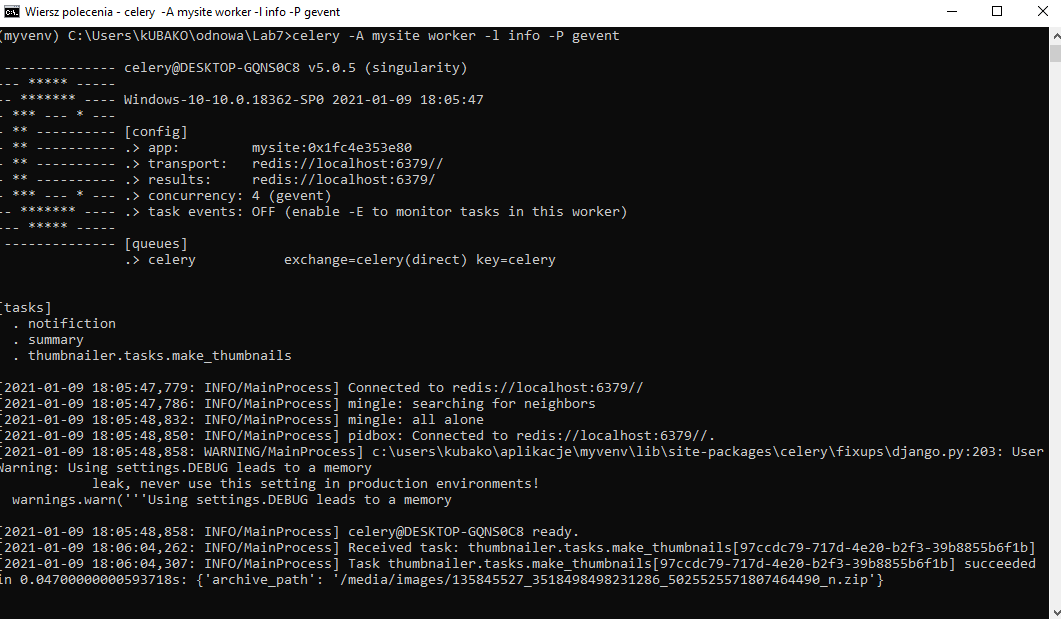 Wiersz polecenia - celery -A mysite worker -l info -P gevent
(myvenv) C:\Users\kUBAKO\odnowa\Lab7>celery -A mysite worker -l info -P gevent
-------------- celery@DESKTOP-GQNS0C8 v5.0.5 (singularity)
--- ***** -----
-- ******* ---- Windows-10-10.0.18362-SP0 2021-01-09 18:05:47
- *** --- * ---
- ** ---------- [config]
- ** ---------- .> app:         mysite:0x1fc4e353e80
- ** ---------- .> transport:   redis://localhost:6379//
- ** ---------- .> results:     redis://localhost:6379/
- *** --- * --- .> concurrency: 4 (gevent)
-- ******* ---- .> task events: OFF (enable -E to monitor tasks in this worker)
--- ***** -----
-------------- [queues]
.> celery           exchange=celery(direct) key=celery
[tasks]
. notifiction
. summary
. thumbnailer.tasks.make_thumbnails
[2021-01-09 18:05:47,779: INFO/MainProcess] Connected to redis://localhost:6379//
[2021-01-09 18:05:47,786: INFO/MainProcess] mingle: searching for neighbors
[2021-01-09 18:05:48,832: INFO/MainProcess] mingle: all alone
[2021-01-09 18:05:48,850: INFO/MainProcess] pidbox: Connected to redis://localhost:6379//.
[2021-01-09 18:05:48,858: WARNING/MainProcess] c:\users\kubako\aplikacje\myvenv\lib\site-packages\celery\fixups\django.py:203: User
Warning: Using settings.DEBUG leads to a memory
leak, never use this setting in production environments!
warnings.warn('''Using settings.DEBUG leads to a memory
[2021-01-09 18:05:48,858: INFO/MainProcess] celery@DESKTOP-GQNS0C8 ready.
[2021-01-09 18:06:04,262: INFO/MainProcess] Received task: thumbnailer.tasks.make_thumbnails[97ccdc79-717d-4e20-b2f3-39b8855b6f1b]
[2021-01-09 18:06:04,307: INFO/MainProcess] Task thumbnailer.tasks.make_thumbnails[97ccdc79-717d-4e20-b2f3-39b8855b6f1b] succeeded
in 0.04700000000593718s: {'archive_path': '/media/images/135845527_3518498498231286_5025525571807464490_n.zip'}